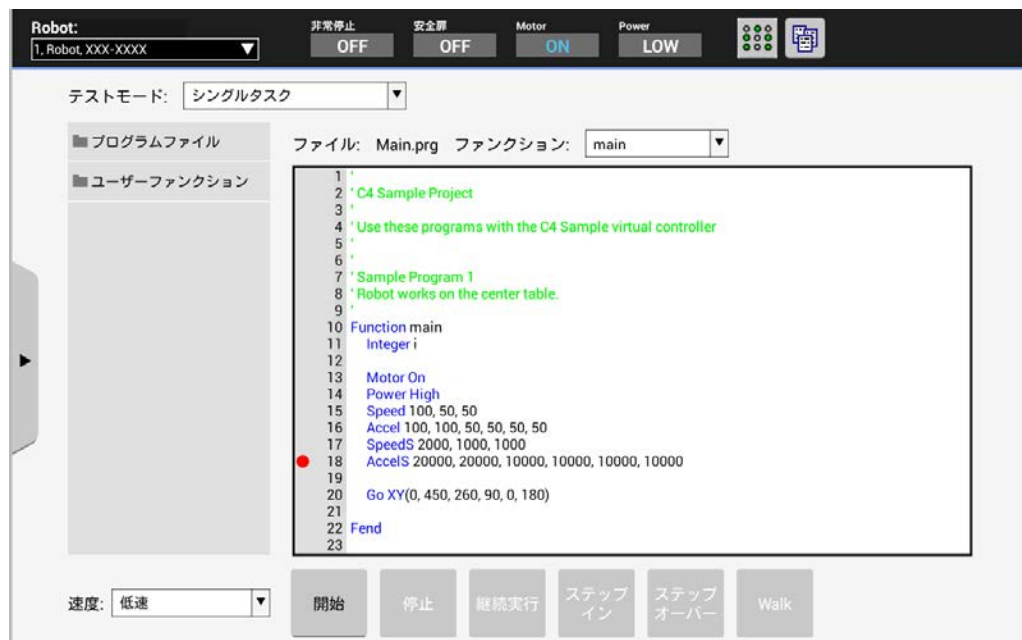 Robot:
1, Robot, XXX-XXXX
非常停止
OFF
安全扉
OFF
Motor
ON
Power
LOW
テストモード: シングルタスク
プログラムファイル
ユーザーファンクション
ファイル: Main.prg ファンクション: main
1 '
2 ' C4 Sample Project
3 '
4 ' Use these programs with the C4 Sample virtual controller
5 '
6 '
7 ' Sample Program 1
8 ' Robot works on the center table.
9 '
10 Function main
11 Integer i
12
13 Motor On
14 Power High
15 Speed 100, 50, 50
16 Accel 100, 100, 50, 50, 50, 50
17 SpeedS 2000, 1000, 1000
18 AccelS 20000, 20000, 10000, 10000, 10000, 10000
19
20 Go XY(0, 450, 260, 90, 0, 180)
21
22 Fend
23
速度: 低速
開始
停止
継続実行
ステップ
イン
ステップ
オーバー
Walk